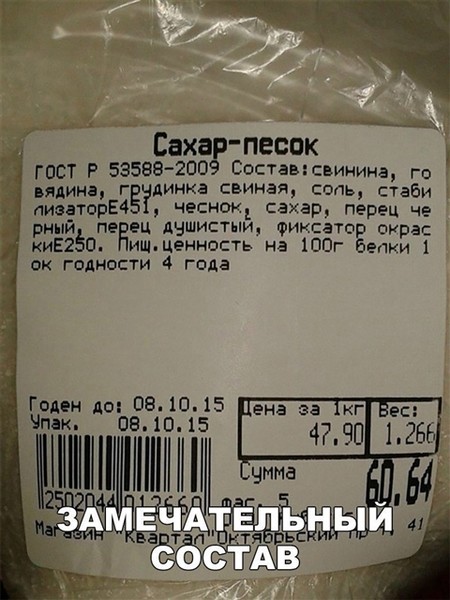 Сахар-песок
ГОСТ Р 53588-2009 Состав:свинина, го
вядина, грудинка свиная, соль, стаби
лизаторЕ451, чеснок, сахар, перец че
рный, перец душистый, фиксатор окрас
киЕ250. Пищ.ценность на 100г белки 1
ок годности 4 года
Годен до: 08.10.15
Упак. 08.10.15
Цена за 1кг
47.90
Вес:
1.266
Сумма
60.64
фас. 5
Магазин "Квартал"Октябрьский пр 41
ЗАМЕЧАТЕЛЬНЫЙ
СОСТАВ